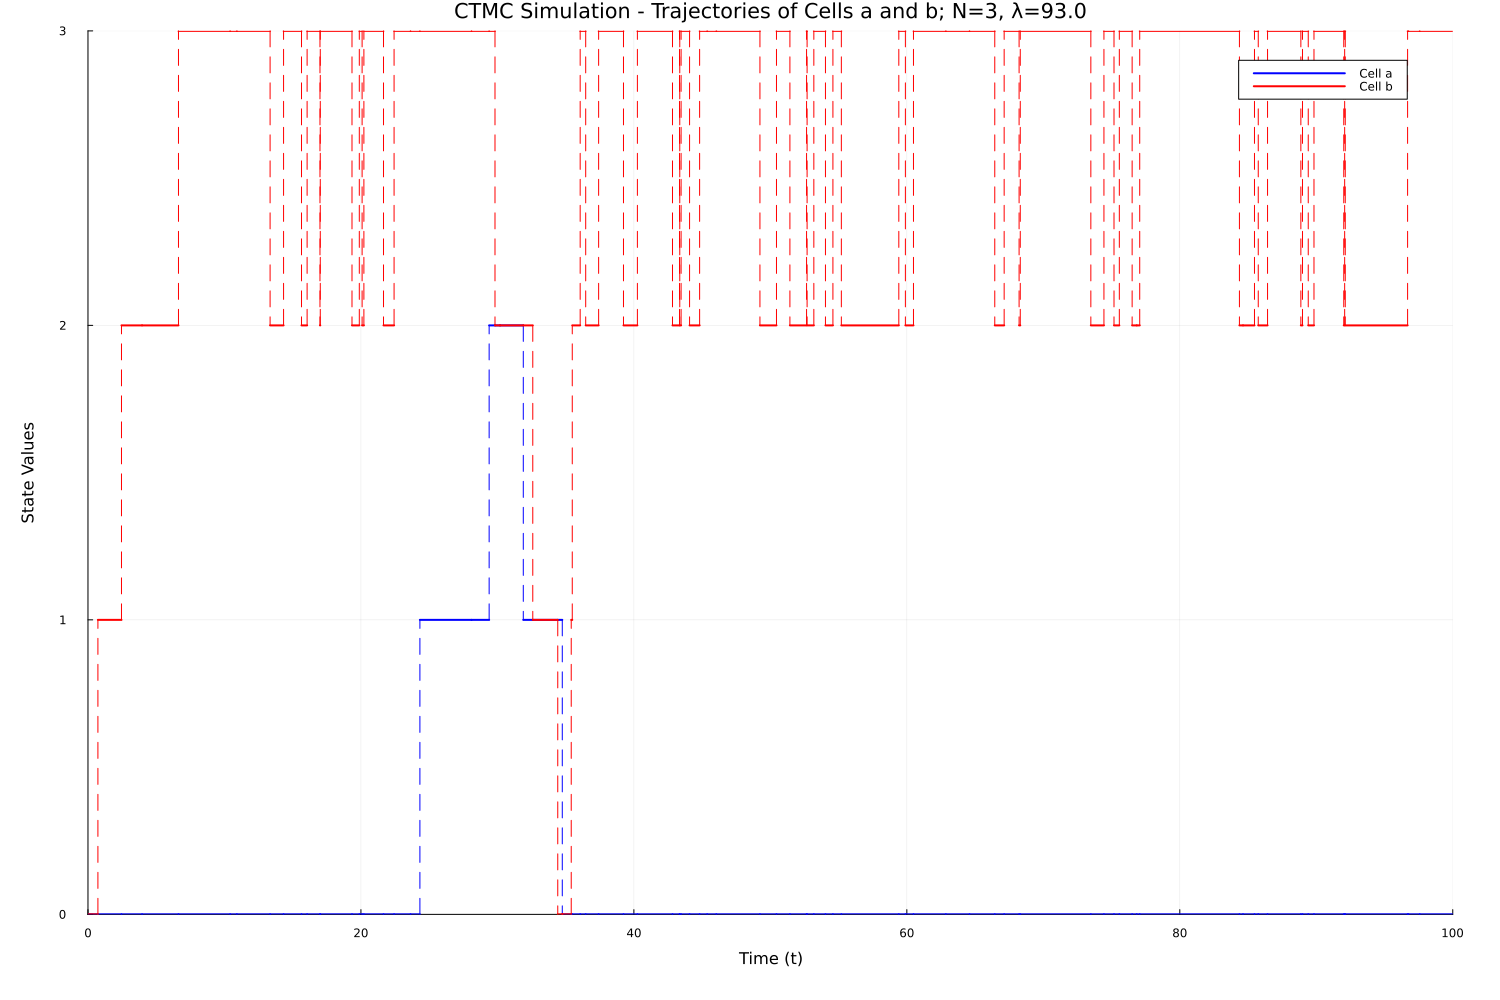 CTMC Simulation - Trajectories of Cells a and b; N=3, λ=93.0
3
Cell a
Cell b
2
State Values
1
0
0 20 40 60 80 100
Time (t)